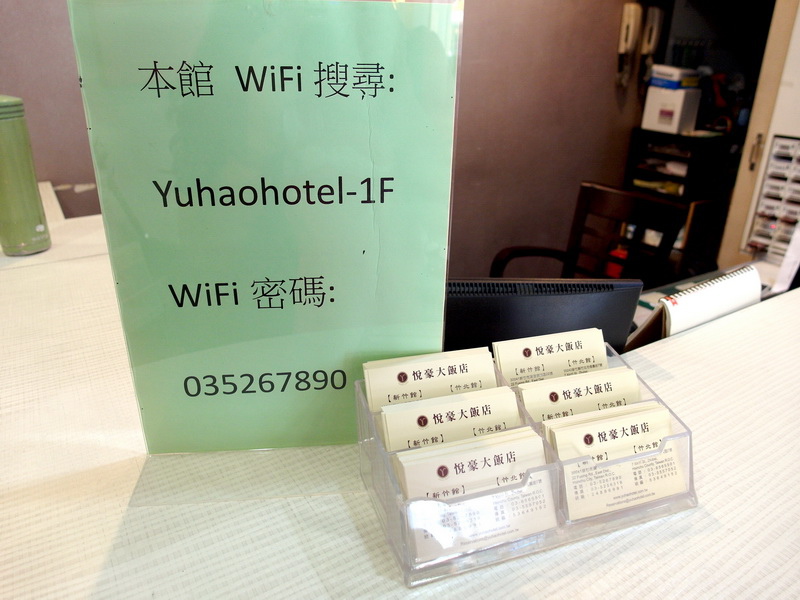 本館 WiFi 搜尋:
Yuhaohotel-1F
WiFi 密碼:
035267890
悅豪大飯店
【新竹館】 【竹北館】
悅豪大飯店
【新竹館】 【竹北館】
悅豪大飯店
【新竹館】 【竹北館】
悅豪大飯店
【新竹館】 【竹北館】
悅豪大飯店
【新竹館】 【竹北館】
悅豪大飯店
【竹北館】